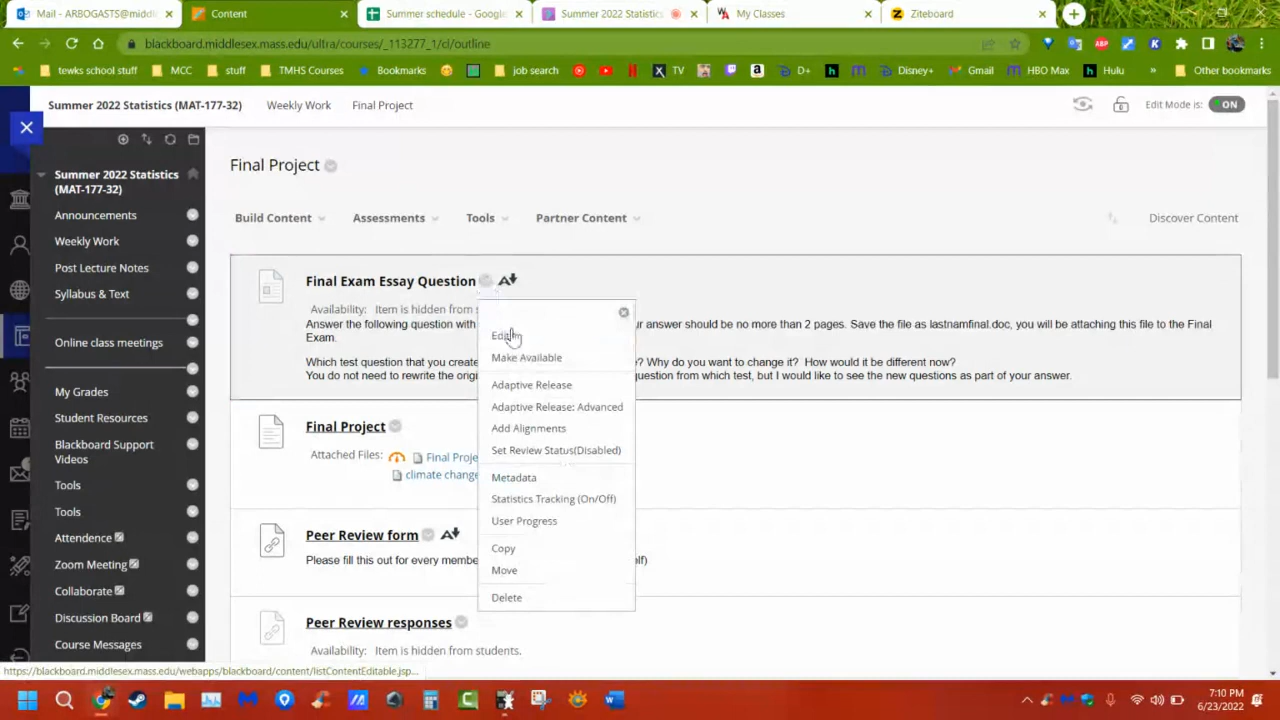 Mail - ARBOGASTS@middl
Content
Summer schedule - Google
Summer 2022 Statistics
My Classes
Ziteboard
blackboard.middlesex.mass.edu/ultra/courses/_113277_1/cl/outline
tewks school stuff
MCC
stuff
TMHS Courses
Bookmarks
job search
TV
D+
Disney+
Gmail
HBO Max
Hulu
»
Other bookmarks
Summer 2022 Statistics (MAT-177-32)
Weekly Work
Final Project
Edit Mode is:
ON
Summer 2022 Statistics
(MAT-177-32)
Announcements
Weekly Work
Post Lecture Notes
Syllabus & Text
Online class meetings
My Grades
Student Resources
Blackboard Support
Videos
Tools
Tools
Attendence
Zoom Meeting
Collaborate
Discussion Board
Course Messages
Final Project
Build Content
Assessments
Tools
Partner Content
Discover Content
Final Exam Essay Question
Availability: Item is hidden from s
Answer the following question with
ur answer should be no more than 2 pages. Save the file as lastnamfinal.doc, you will be attaching this file to the Final
Exam.
Which test question that you create
e? Why do you want to change it? How would it be different now?
You do not need to rewrite the origi
question from which test, but I would like to see the new questions as part of your answer.
Edit
Make Available
Adaptive Release
Adaptive Release: Advanced
Add Alignments
Set Review Status(Disabled)
Metadata
Statistics Tracking (On/Off)
User Progress
Copy
Move
Delete
Final Project
Attached Files:
Final Proje
climate change
Peer Review form
Please fill this out for every membe
elf)
Peer Review responses
Availability: Item is hidden from students.
https://blackboard.middlesex.mass.edu/webapps/blackboard/content/listContentEditable.jsp...
7:10 PM
6/23/2022